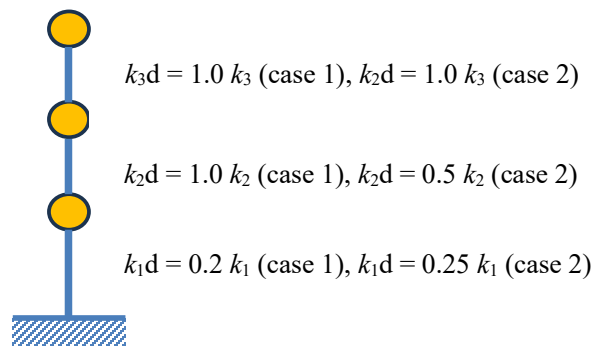 k₃d = 1.0 k₃ (case 1), k₂d = 1.0 k₃ (case 2)
k₂d = 1.0 k₂ (case 1), k₂d = 0.5 k₂ (case 2)
k₁d = 0.2 k₁ (case 1), k₁d = 0.25 k₁ (case 2)